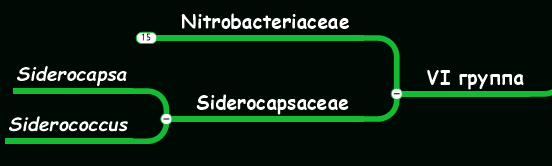 Nitrobacteriaceae
15
Siderocapsa
VI группа
Siderocapsaceae
Siderococcus